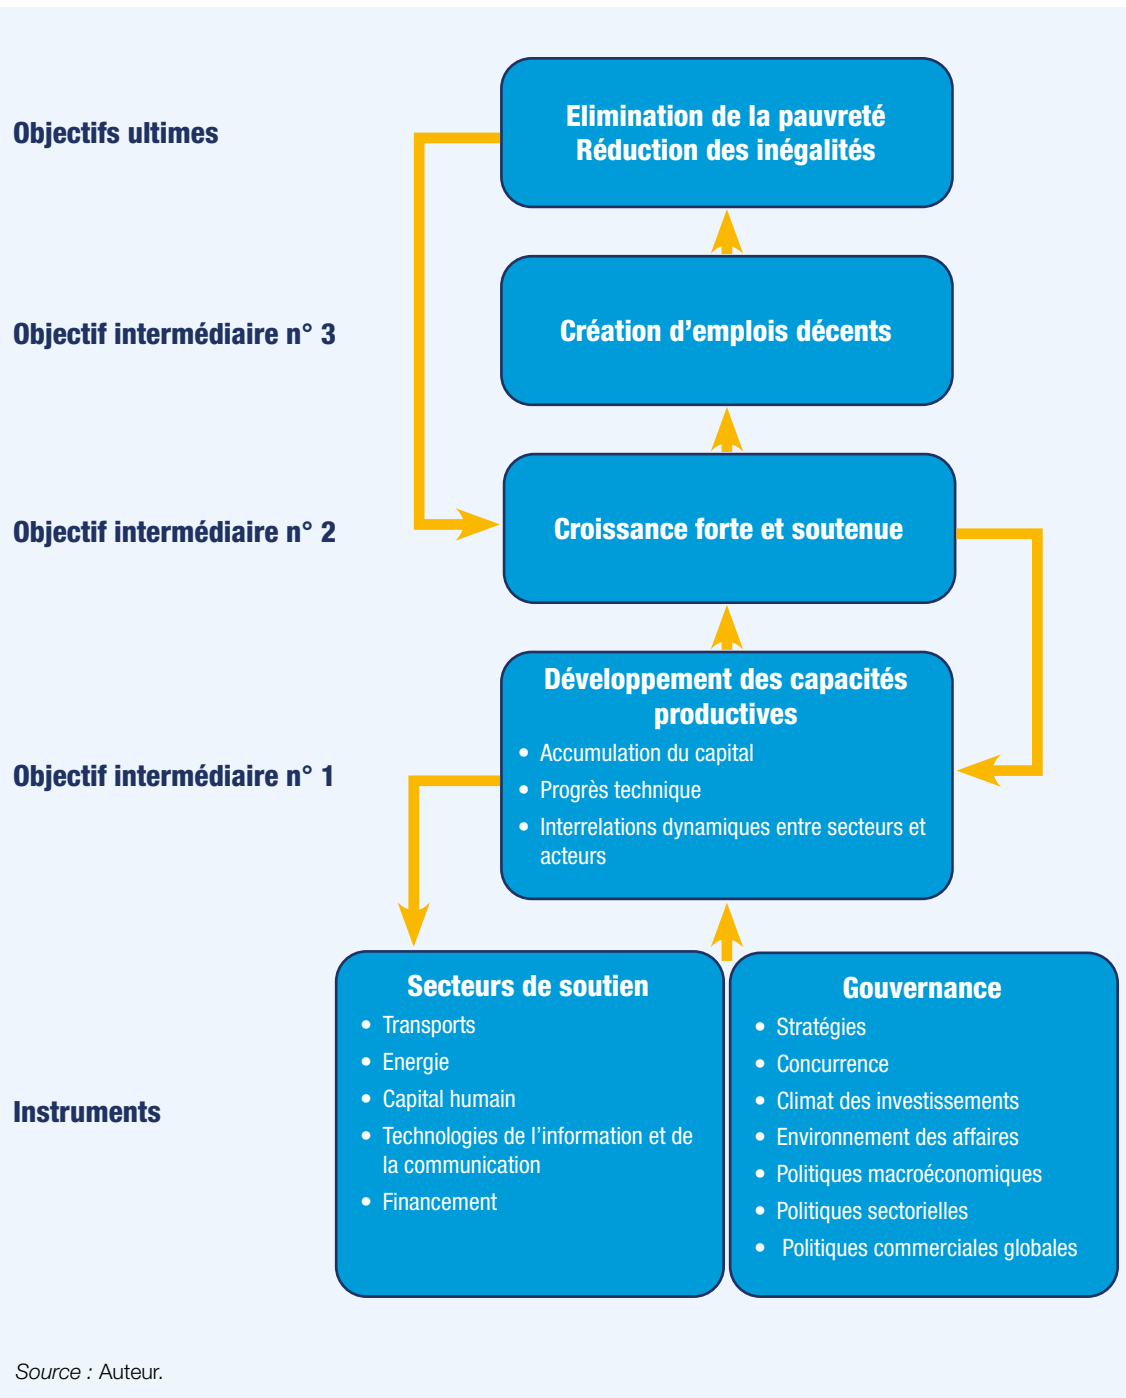 Objectifs ultimes
Elimination de la pauvreté
Réduction des inégalités
Objectif intermédiaire n° 3
Création d’emplois décents
Objectif intermédiaire n° 2
Croissance forte et soutenue
Objectif intermédiaire n° 1
Développement des capacités
productives
• Accumulation du capital
• Progrès technique
• Interrelations dynamiques entre secteurs et
acteurs
Instruments
Secteurs de soutien
• Transports
• Energie
• Capital humain
• Technologies de l’information et de
la communication
• Financement
Gouvernance
• Stratégies
• Concurrence
• Climat des investissements
• Environnement des affaires
• Politiques macroéconomiques
• Politiques sectorielles
• Politiques commerciales globales
Source : Auteur.